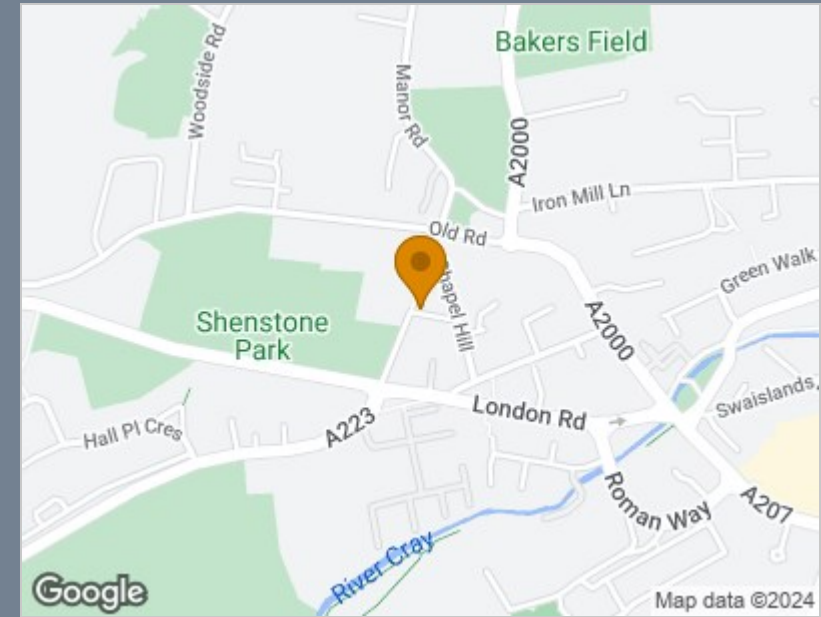 Woodside Rd
Bakers Field
Manor Rd
A2000
Iron Mill Ln
Old Rd
Chapel Hill
Green Walk
Shenstone
Park
A2000
Swaislands,
London Rd
Hall Pl Cres
A223
Roman Way
A207
River Cray
Google
Map data ©2024